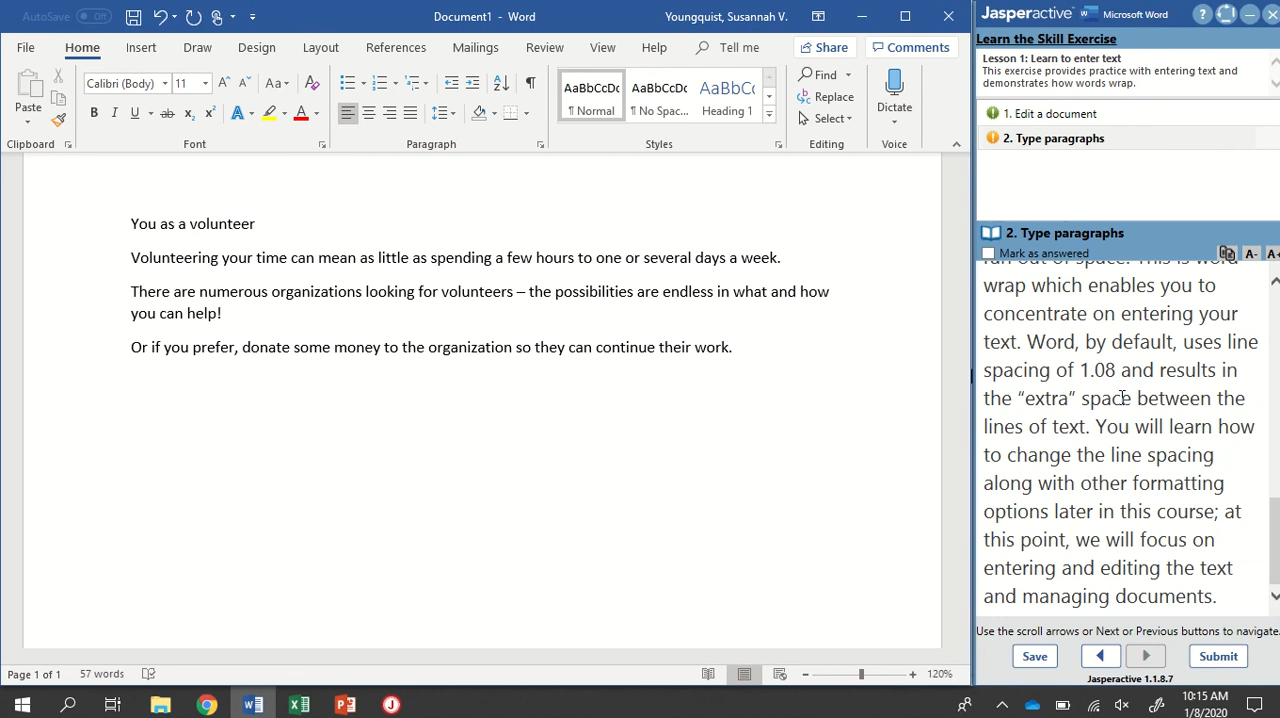 AutoSave Off Document1 - Word Youngquist, Susannah V.
File Home Insert Draw Design Layout References Mailings Review View Help Tell me Share Comments
Paste
Clipboard
Calibri (Body) 11
Font
Paragraph
AaBbCcDc AaBbCcDc AaBbCc
¶ Normal ¶ No Spac... Heading 1
Styles
Find
Replace
Select
Editing
Dictate
Voice
You as a volunteer
Volunteering your time can mean as little as spending a few hours to one or several days a week.
There are numerous organizations looking for volunteers – the possibilities are endless in what and how
you can help!
Or if you prefer, donate some money to the organization so they can continue their work.
Page 1 of 1 57 words 120%
Jasperactive Microsoft Word
Learn the Skill Exercise
Lesson 1: Learn to enter text
This exercise provides practice with entering text and
demonstrates how words wrap.
1. Edit a document
2. Type paragraphs
2. Type paragraphs
Mark as answered A- A+
ran out of space. This is word
wrap which enables you to
concentrate on entering your
text. Word, by default, uses line
spacing of 1.08 and results in
the “extra” space between the
lines of text. You will learn how
to change the line spacing
along with other formatting
options later in this course; at
this point, we will focus on
entering and editing the text
and managing documents.
Use the scroll arrows or Next or Previous buttons to navigate.
Save Submit
Jasperactive 1.1.8.7
10:15 AM
1/8/2020